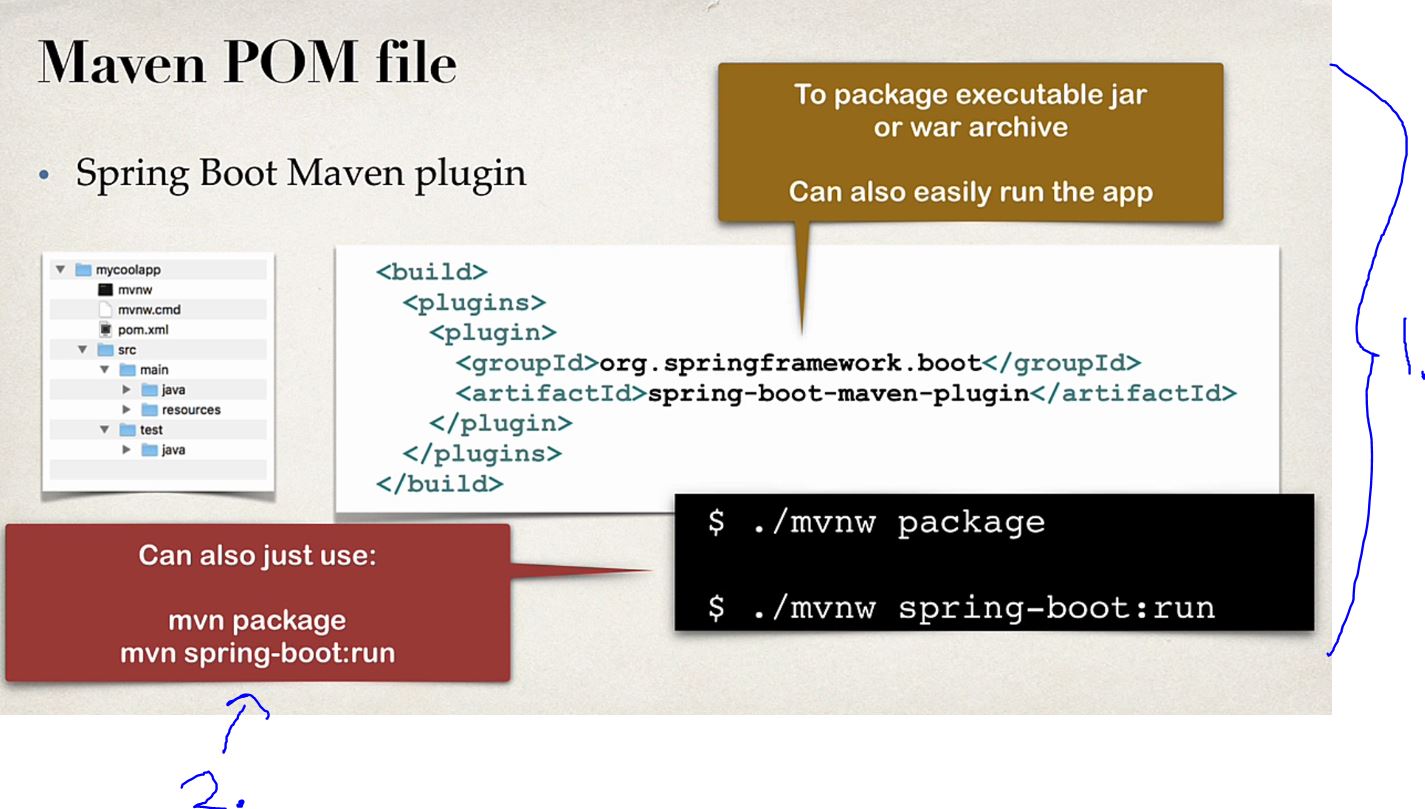 Maven POM file
• Spring Boot Maven plugin
To package executable jar
or war archive
Can also easily run the app
mycoolapp
mvnw
mvnw.cmd
pom.xml
src
main
java
resources
test
java
<build>
<plugins>
<plugin>
<groupId>org.springframework.boot</groupId>
<artifactId>spring-boot-maven-plugin</artifactId>
</plugin>
</plugins>
</build>
1.
$ ./mvnw package
$ ./mvnw spring-boot:run
Can also just use:
mvn package
mvn spring-boot:run
2.